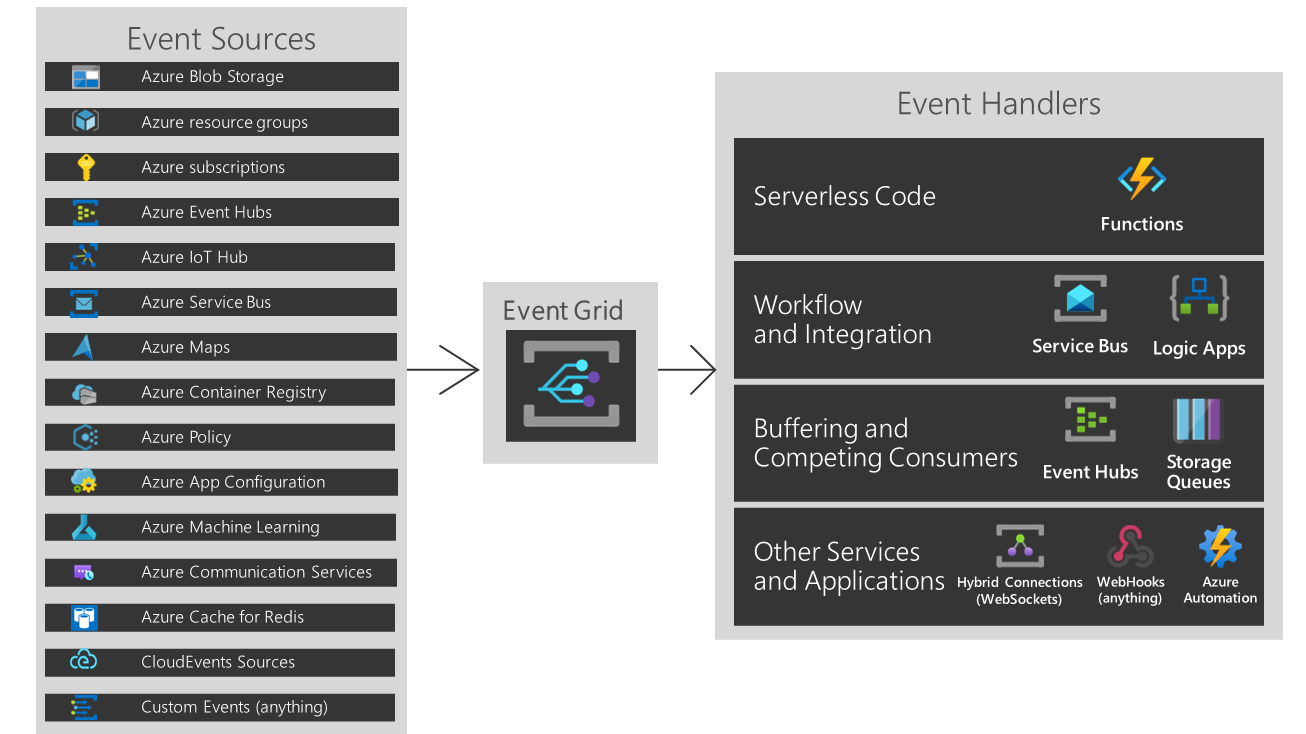 Event Sources
Azure Blob Storage
Azure resource groups
Azure subscriptions
Azure Event Hubs
Azure IoT Hub
Azure Service Bus
Azure Maps
Azure Container Registry
Azure Policy
Azure App Configuration
Azure Machine Learning
Azure Communication Services
Azure Cache for Redis
CloudEvents Sources
Custom Events (anything)
Event Grid
Event Handlers
Serverless Code
Functions
Workflow
and Integration
Service Bus
Logic Apps
Buffering and
Competing Consumers
Event Hubs
Storage
Queues
Other Services
and Applications
Hybrid Connections
(WebSockets)
WebHooks
(anything)
Azure
Automation